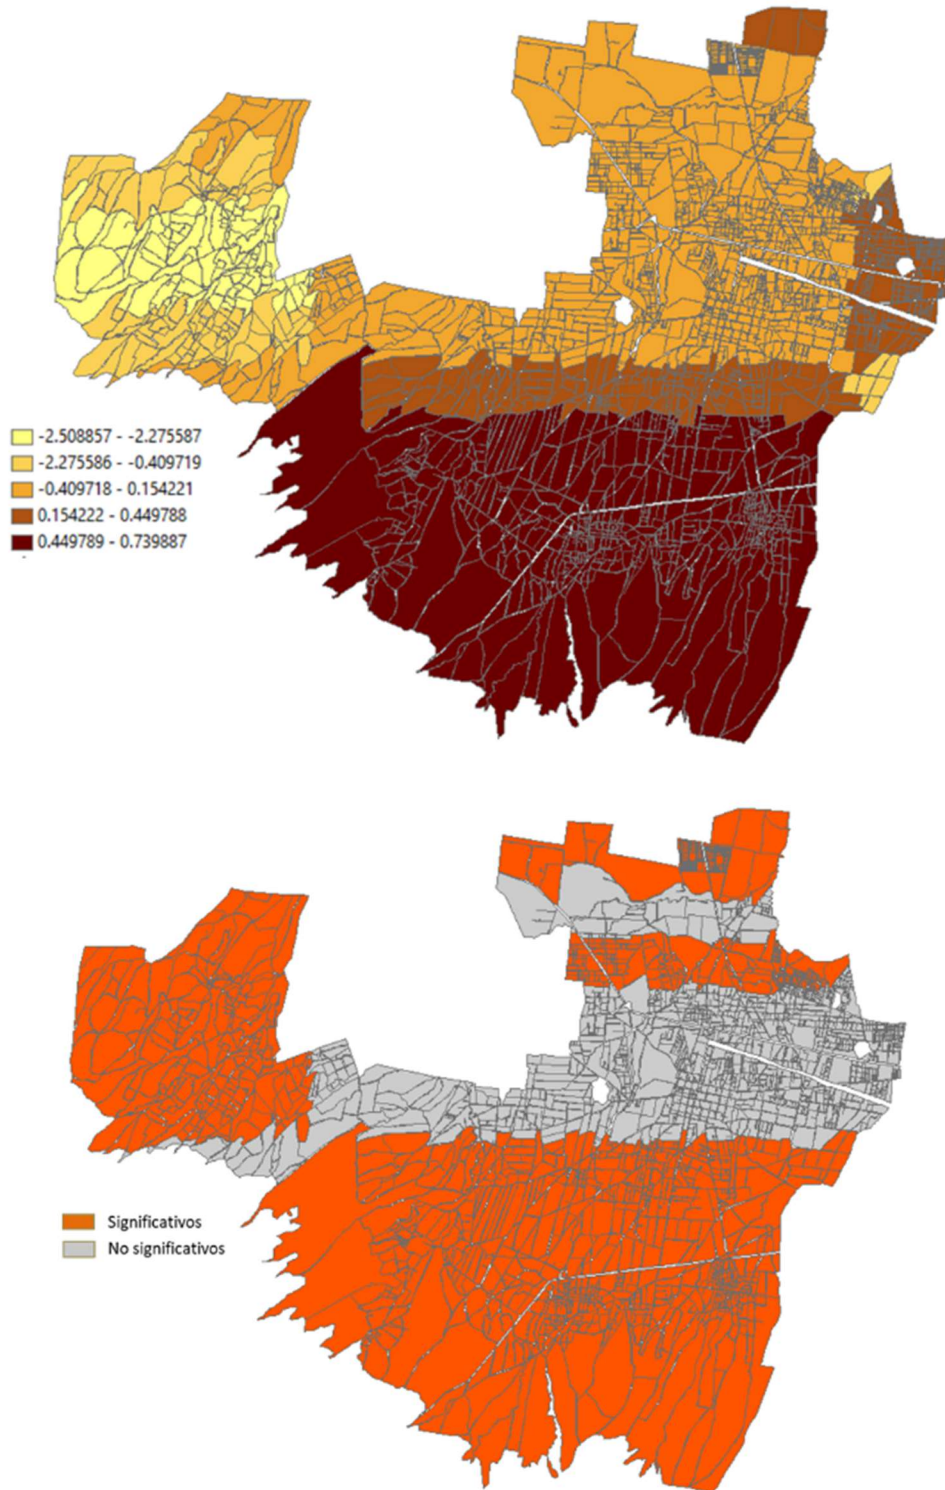 -2.508857 - -2.275587
-2.275586 - -0.409719
-0.409718 - 0.154221
0.154222 - 0.449788
0.449789 - 0.739887
Significativos
No significativos